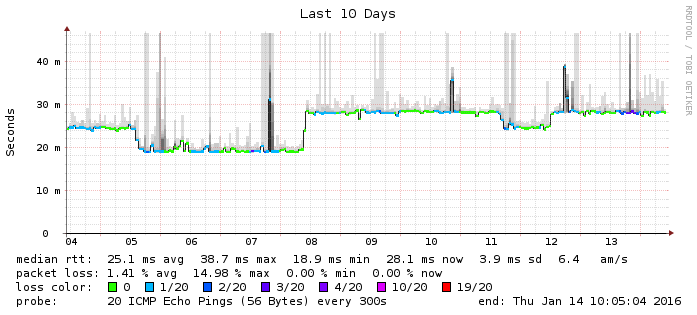 Last 10 Days
RRDTOOL / TOBI OETIKER
Seconds
40 m
30 m
20 m
10 m
0
04 05 06 07 08 09 10 11 12 13
median rtt: 25.1 ms avg 38.7 ms max 18.9 ms min 28.1 ms now 3.9 ms sd 6.4 am/s
packet loss: 1.41 % avg 14.98 % max 0.00 % min 0.00 % now
loss color: 0 1/20 2/20 3/20 4/20 10/20 19/20
probe: 20 ICMP Echo Pings (56 Bytes) every 300s end: Thu Jan 14 10:05:04 2016